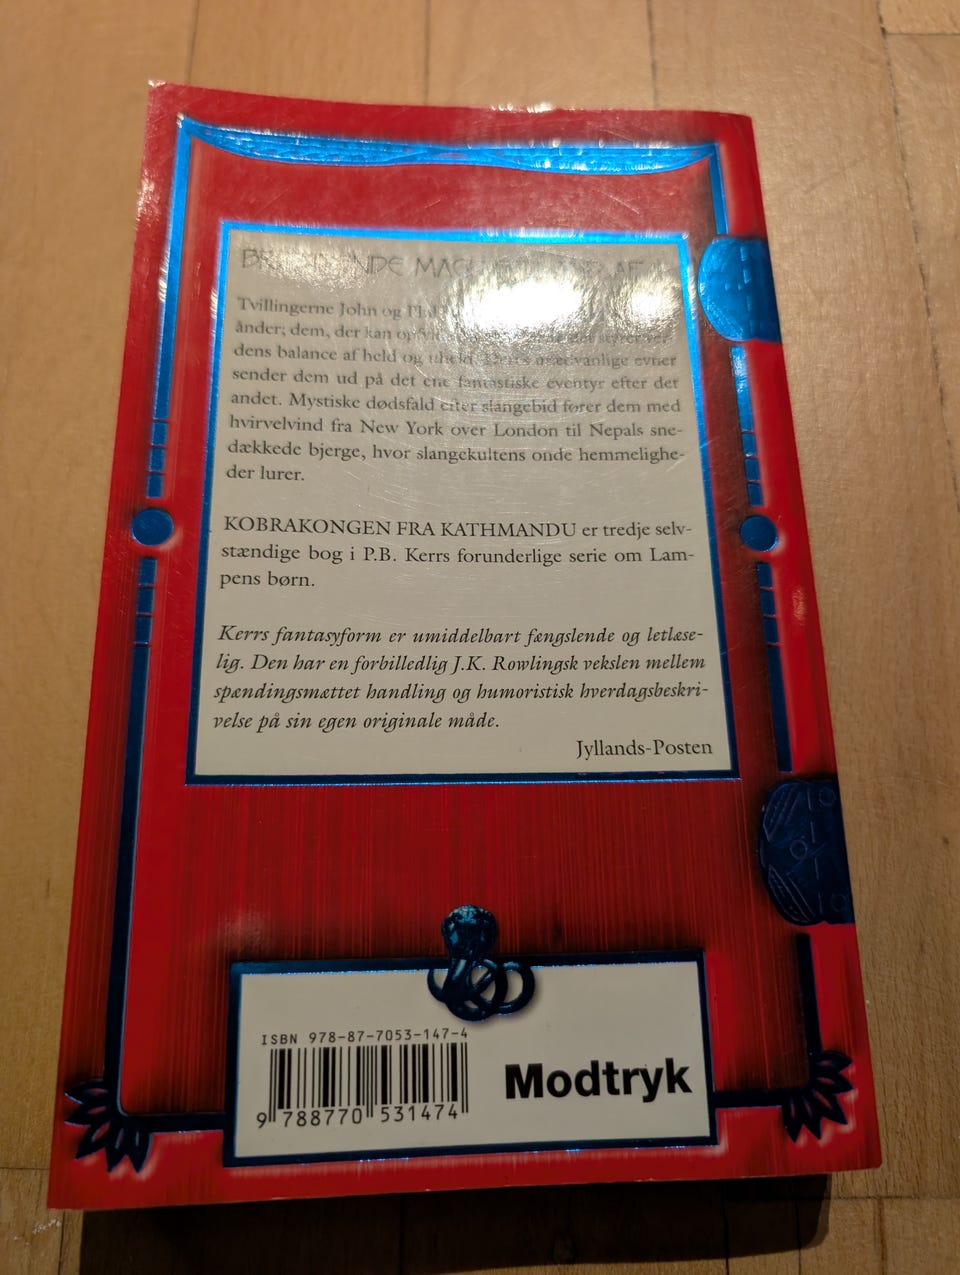 NDE
Tvillingerne John og
ånder; dem, der kan
dens balance af held og uheld. Deres usædvanlige evner
sender dem ud på det ene fantastiske eventyr efter det
andet. Mystiske dødsfald efter slangebid fører dem med
hvirvelvind fra New York over London til Nepals sne-
dækkede bjerge, hvor slangekultens onde hemmelighe-
der lurer.
KOBRAKONGEN FRA KATHMANDU er tredje selv-
stændige bog i P.B. Kerrs forunderlige serie om Lam-
pens børn.
Kerrs fantasyform er umiddelbart fængslende og letlæse-
lig. Den har en forbilledlig J.K. Rowlingsk vekslen mellem
spændingsmættet handling og humoristisk hverdagsbeskri-
velse på sin egen originale måde.
Jyllands-Posten
ISBN 978-87-7053-147-4
9 788770 531474
Modtryk